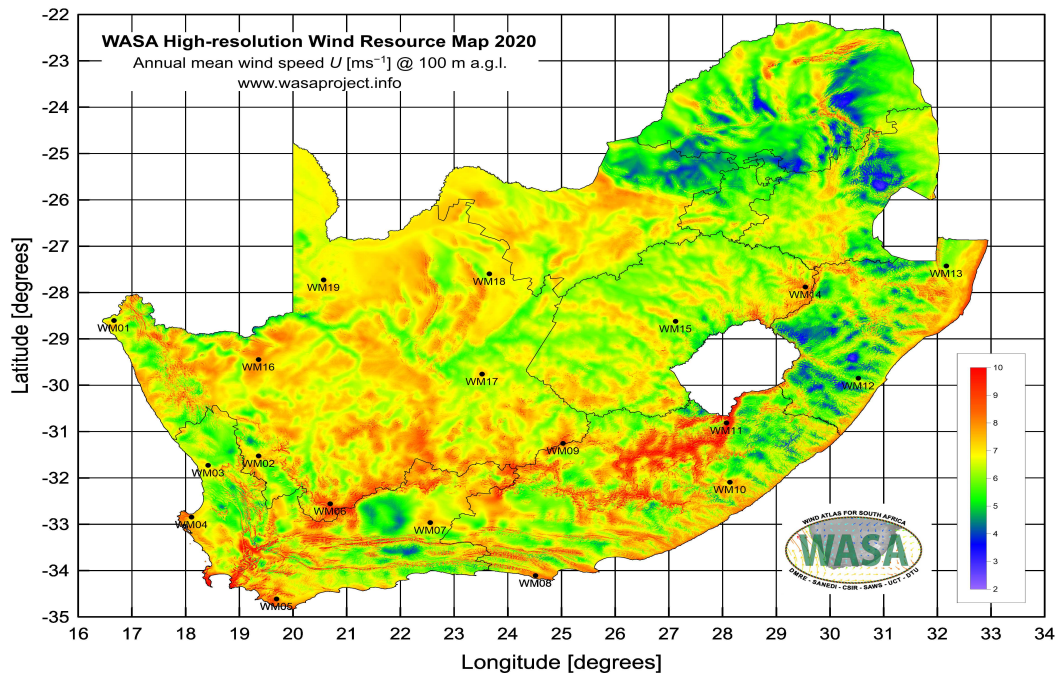 WASA High-resolution Wind Resource Map 2020
Annual mean wind speed U [ms⁻¹] @ 100 m a.g.l.
www.wasaproject.info
Latitude [degrees]
-22
-23
-24
-25
-26
-27
-28
-29
-30
-31
-32
-33
-34
-35
WM13
WM19
WM18
WM14
WM01
WM15
WM16
WM17
WM12
WM11
WM09
WM02
WM03
WM10
WM06
WM04
WM07
WM08
WM05
10
9
8
7
6
5
4
3
2
WIND ATLAS FOR SOUTH AFRICA
WASA
DMRE - SANEDI - CSIR - SAWS - UCT - DTU
16 17 18 19 20 21 22 23 24 25 26 27 28 29 30 31 32 33 34
Longitude [degrees]